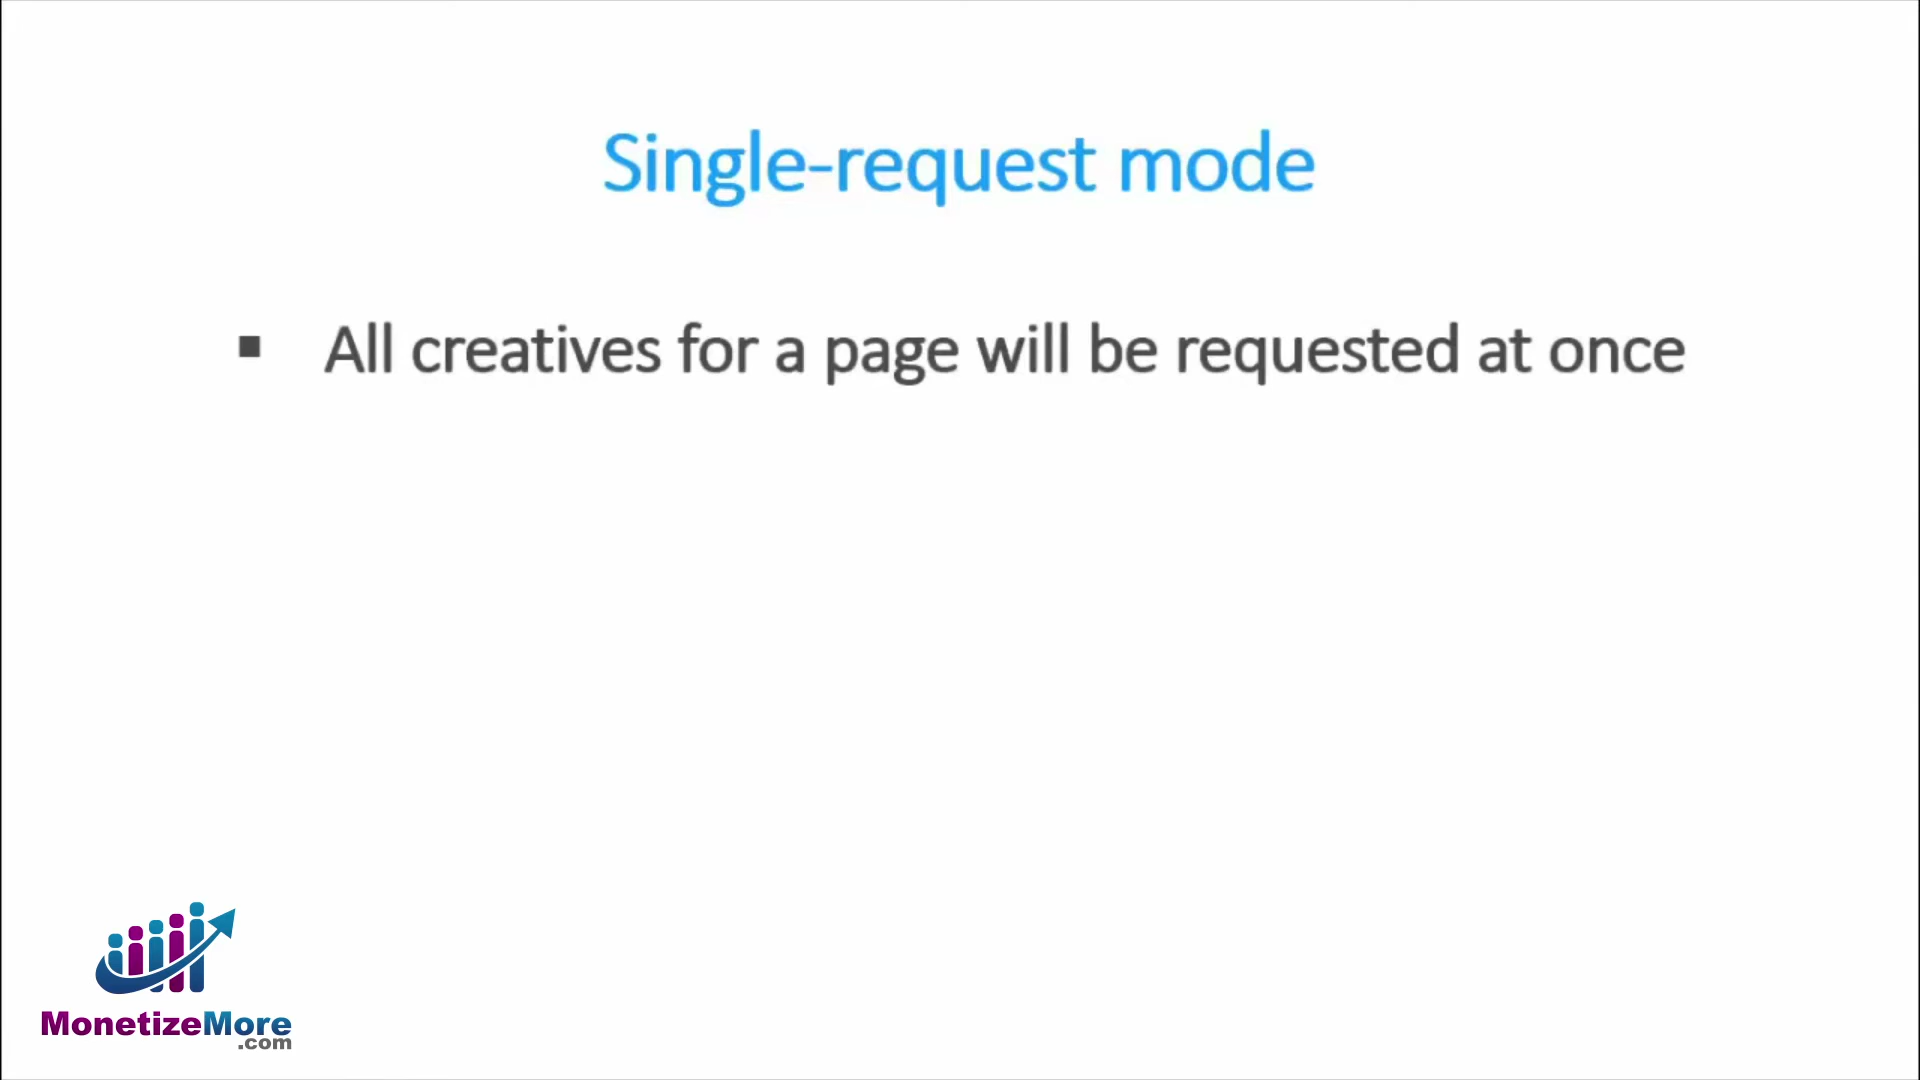 Single-request mode
▪ All creatives for a page will be requested at once
MonetizeMore
.com